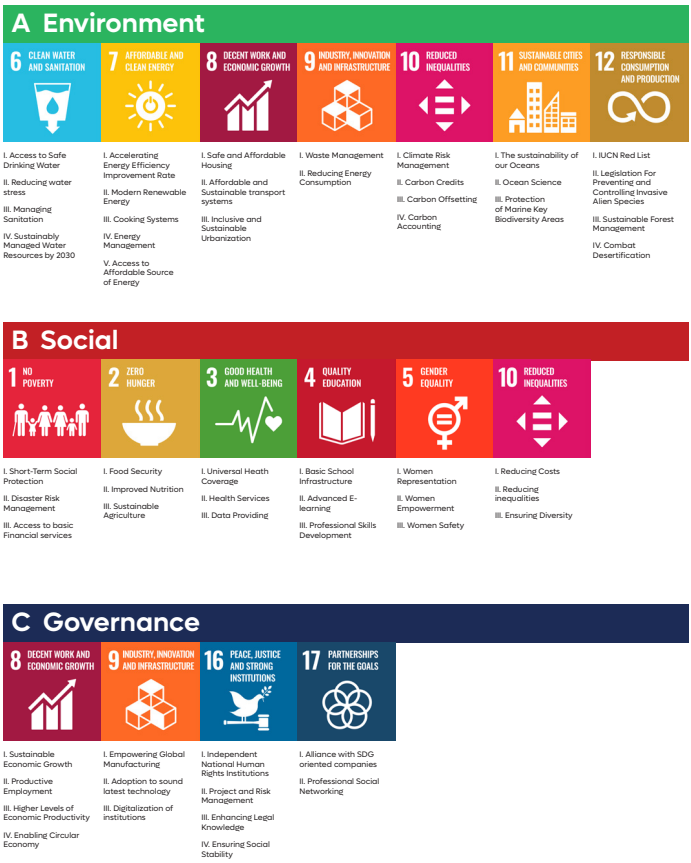 A Environment
6 CLEAN WATER
AND SANITATION
I. Access to Safe
Drinking Water
II. Reducing water
stress
III. Managing
Sanitation
IV. Sustainably
Managed Water
Resources by 2030
7 AFFORDABLE AND
CLEAN ENERGY
I. Accelerating
Energy Efficiency
Improvement Rate
II. Modern Renewable
Energy
III. Cooking Systems
IV. Energy
Management
V. Access to
Affordable Source
of Energy
8 DECENT WORK AND
ECONOMIC GROWTH
I. Safe and Affordable
Housing
II. Affordable and
Sustainable transport
systems
III. Inclusive and
Sustainable
Urbanization
9 INDUSTRY, INNOVATION
AND INFRASTRUCTURE
I. Waste Management
II. Reducing Energy
Consumption
10 REDUCED
INEQUALITIES
I. Climate Risk
Management
II. Carbon Credits
III. Carbon Offsetting
IV. Carbon
Accounting
11 SUSTAINABLE CITIES
AND COMMUNITIES
I. The sustainability of
our Oceans
II. Ocean Science
III. Protection
of Marine Key
Biodiversity Areas
12 RESPONSIBLE
CONSUMPTION
AND PRODUCTION
I. IUCN Red List
II. Legislation For
Preventing and
Controlling Invasive
Alien Species
III. Sustainable Forest
Management
IV. Combat
Desertification
B Social
1 NO
POVERTY
I. Short-Term Social
Protection
II. Disaster Risk
Management
III. Access to basic
Financial services
2 ZERO
HUNGER
I. Food Security
II. Improved Nutrition
III. Sustainable
Agriculture
3 GOOD HEALTH
AND WELL-BEING
I. Universal Heath
Coverage
II. Health Services
III. Data Providing
4 QUALITY
EDUCATION
I. Basic School
Infrastructure
II. Advanced E-
learning
III. Professional Skills
Development
5 GENDER
EQUALITY
I. Women
Representation
II. Women
Empowerment
III. Women Safety
10 REDUCED
INEQUALITIES
I. Reducing Costs
II. Reducing
inequalities
III. Ensuring Diversity
C Governance
8 DECENT WORK AND
ECONOMIC GROWTH
I. Sustainable
Economic Growth
II. Productive
Employment
III. Higher Levels of
Economic Productivity
IV. Enabling Circular
Economy
9 INDUSTRY, INNOVATION
AND INFRASTRUCTURE
I. Empowering Global
Manufacturing
II. Adoption to sound
latest technology
III. Digitalization of
institutions
16 PEACE, JUSTICE
AND STRONG
INSTITUTIONS
I. Independent
National Human
Rights Institutions
II. Project and Risk
Management
III. Enhancing Legal
Knowledge
IV. Ensuring Social
Stability
17 PARTNERSHIPS
FOR THE GOALS
I. Alliance with SDG
oriented companies
II. Professional Social
Networking